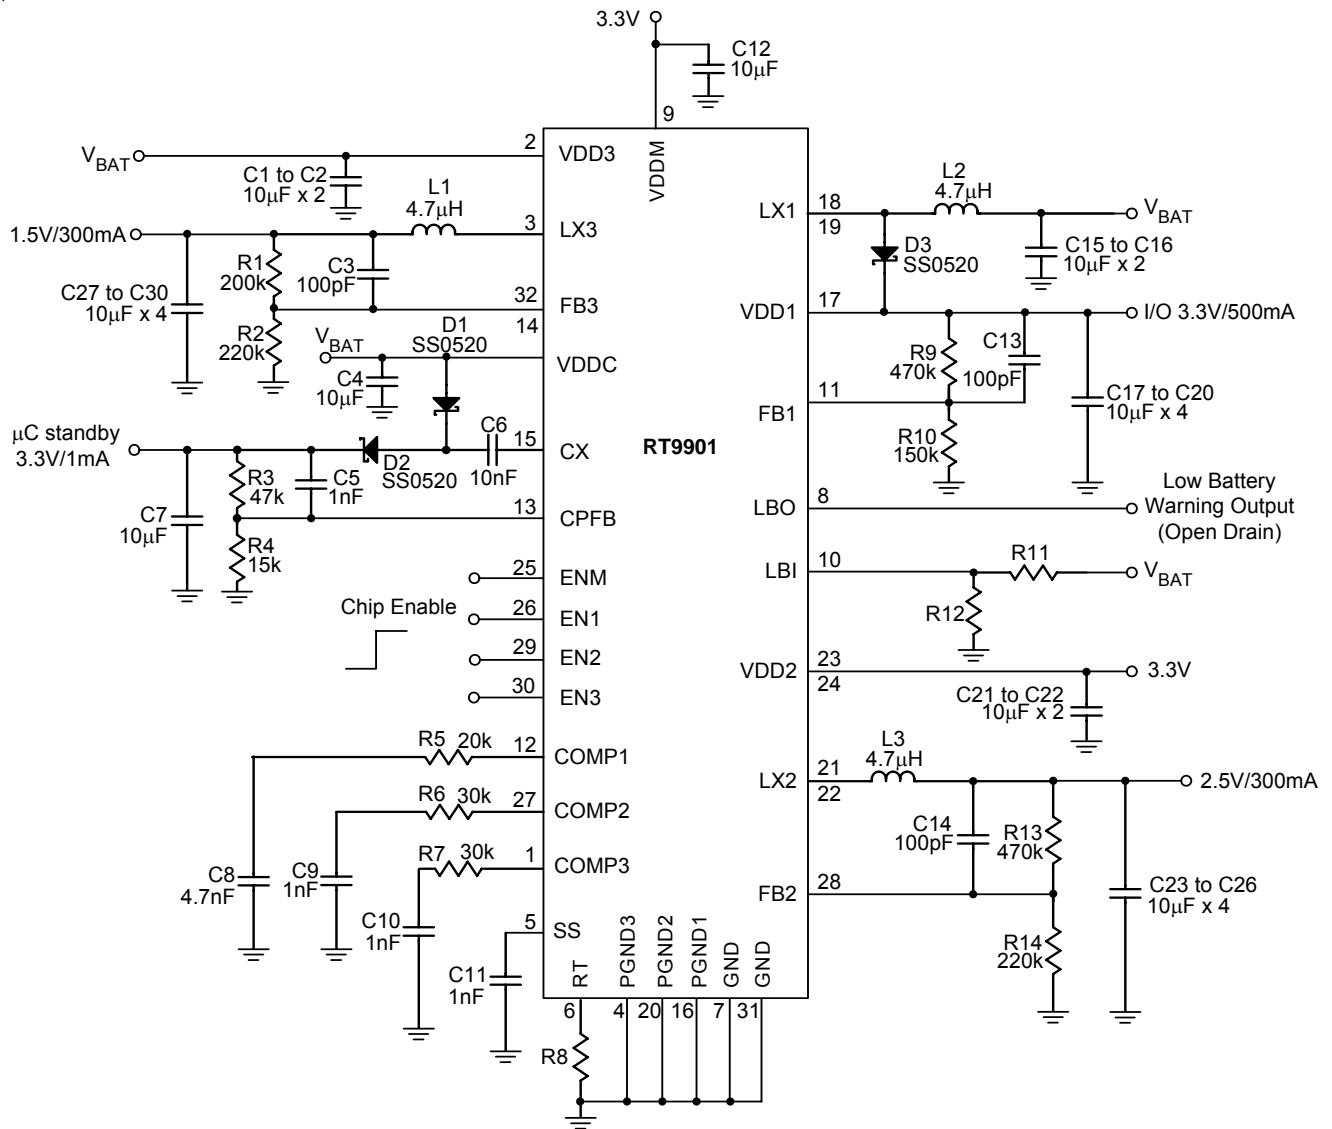 3.3V
C12
10μF
9
VDDM
V_BAT
2
VDD3
C1 to C2
10μF x 2
L1
4.7μH
1.5V/300mA
3
LX3
R1
200k
C3
100pF
C27 to C30
10μF x 4
32
FB3
R2
220k
14
D1
SS0520
V_BAT
VDDC
C4
10μF
μC standby
3.3V/1mA
C6
10nF
15
CX
D2
SS0520
R3
47k
C5
1nF
C7
10μF
13
CPFB
R4
15k
25
ENM
Chip Enable
26
EN1
29
EN2
30
EN3
R5
20k
12
COMP1
R6
30k
27
COMP2
R7
30k
1
COMP3
C8
4.7nF
C9
1nF
C10
1nF
5
SS
C11
1nF
RT
PGND3
PGND2
PGND1
GND
GND
6
4
20
16
7
31
R8
RT9901
LX1
18
19
L2
4.7μH
V_BAT
D3
SS0520
C15 to C16
10μF x 2
VDD1
17
I/O 3.3V/500mA
R9
470k
C13
100pF
C17 to C20
10μF x 4
FB1
11
R10
150k
LBO
8
Low Battery
Warning Output
(Open Drain)
LBI
10
R11
V_BAT
R12
VDD2
23
24
3.3V
C21 to C22
10μF x 2
LX2
21
22
L3
4.7μH
2.5V/300mA
C14
100pF
R13
470k
C23 to C26
10μF x 4
FB2
28
R14
220k